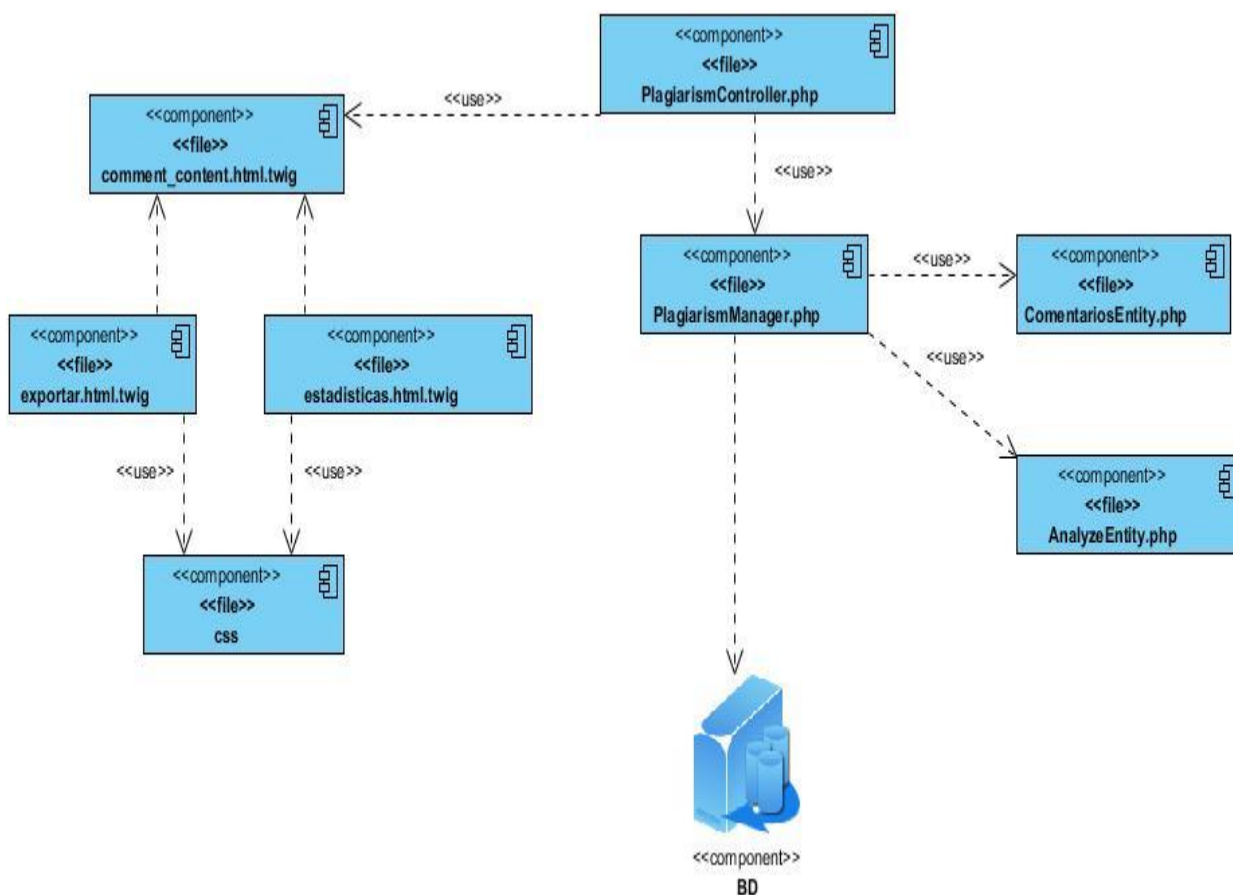 <<component>>
<<file>>
PlagiarismController.php
<<use>>
<<component>>
<<file>>
comment_content.html.twig
<<use>>
<<component>>
<<file>>
PlagiarismManager.php
<<use>>
<<component>>
<<file>>
ComentariosEntity.php
<<component>>
<<file>>
exportar.html.twig
<<component>>
<<file>>
estadisticas.html.twig
<<use>>
<<use>>
<<use>>
<<component>>
<<file>>
AnalyzeEntity.php
<<component>>
<<file>>
css
<<component>>
BD